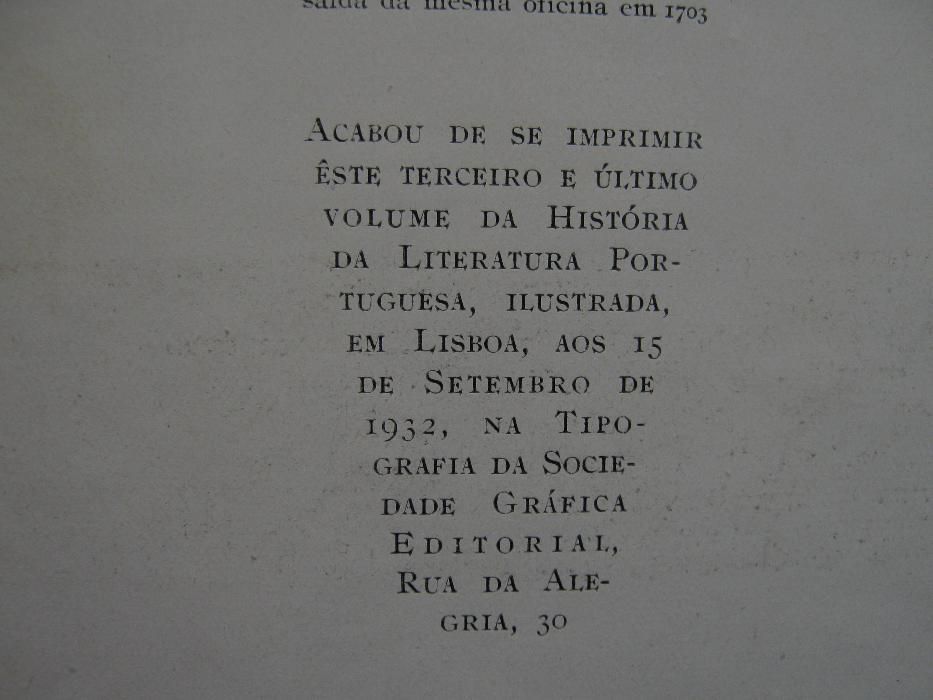 saída da mesma oficina em 1703
Acabou de se imprimir
êste terceiro e último
volume da História
da Literatura Por-
tuguesa, ilustrada,
em Lisboa, aos 15
de Setembro de
1932, na Tipo-
grafia da Socie-
dade Gráfica
Editorial,
Rua da Ale-
gria, 30